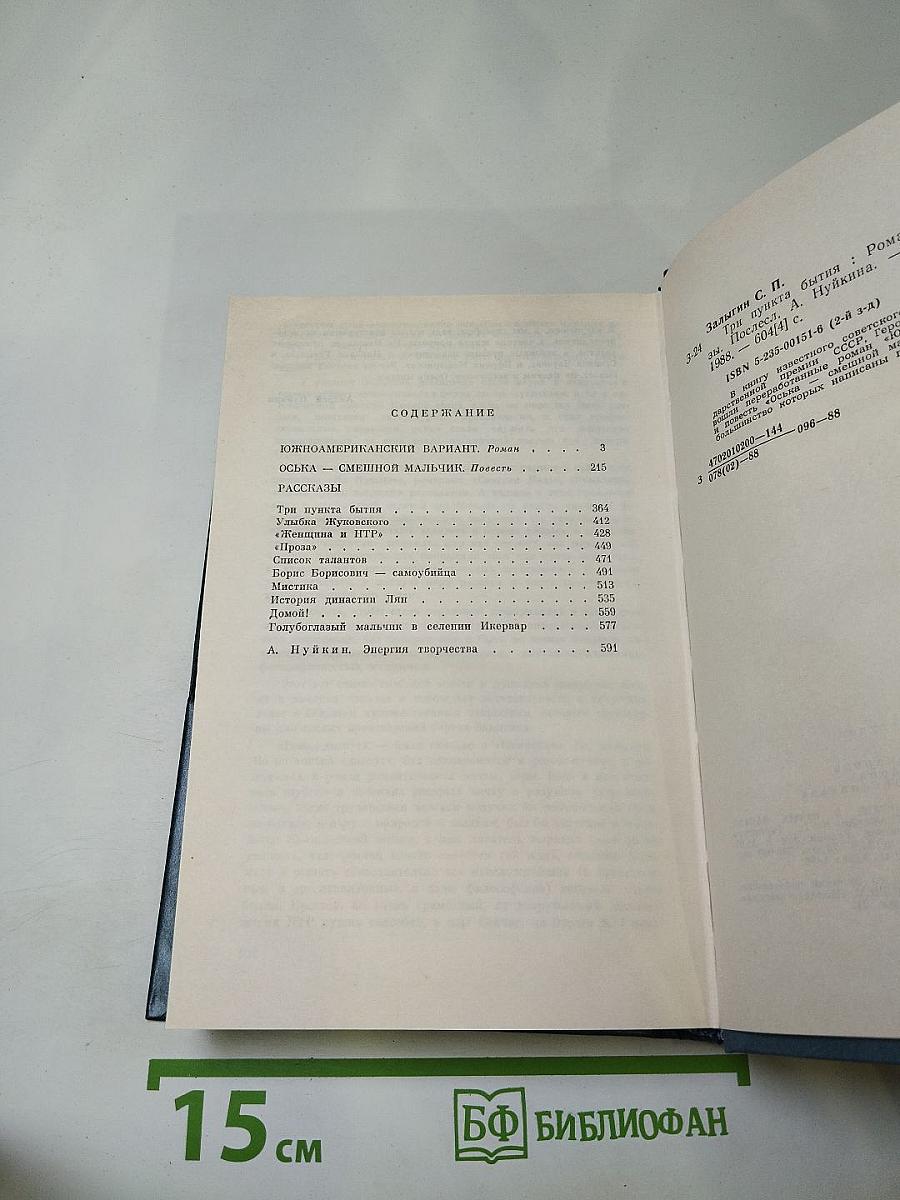 СОДЕРЖАНИЕ
ЮЖНОАМЕРИКАНСКИЙ ВАРИАНТ. Роман . . . . 3
ОСЬКА — СМЕШНОЙ МАЛЬЧИК. Повесть . . . . . 215
РАССКАЗЫ
Три пункта бытия . . . . . . . . . . . . . . 364
Улыбка Жуковского . . . . . . . . . . . . . 412
«Женщина и НТР» . . . . . . . . . . . . . . 428
«Проза» . . . . . . . . . . . . . . . . . . 449
Список талантов . . . . . . . . . . . . . . . 471
Борис Борисович — самоубийца . . . . . . . . . 491
Мистика . . . . . . . . . . . . . . . . . . 513
История династии Лян . . . . . . . . . . . . 535
Домой! . . . . . . . . . . . . . . . . . . . 559
Голубоглазый мальчик в селении Икервар . . . . 577
А. Нуйкин. Энергия творчества . . . . . . . 591
Залыгин С. П.
3-24 Три пункта бытия : Рома
зы. Послесл. А. Нуйкина. —
1988. — 604[4] с.
ISBN 5-235-00151-6 (2-й з-д)
В книгу известного советского
дарственной премии СССР, Геро
вошли переработанные роман «Ю
и повесть «Оська — смешной ма
большинство которых написаны
З 4702010200—144 096—88
078(02)—88
15 см
БФ БИБЛИОФАН